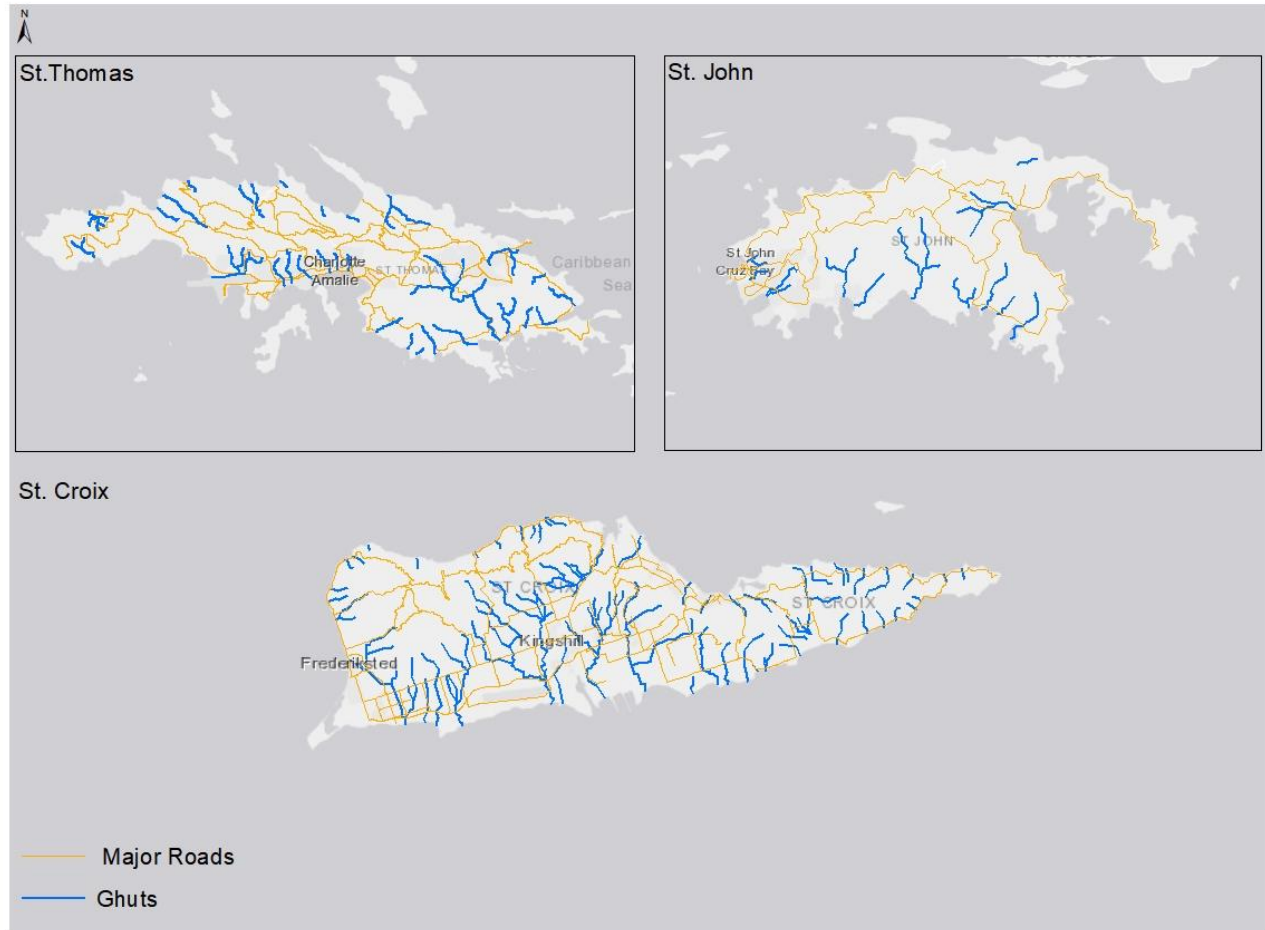 N
St.Thomas
Charlotte
Amalie
ST THOMAS
Caribbean
Sea
St. John
St John
Cruz Bay
ST JOHN
St. Croix
ST CROIX
ST CROIX
Kingshill
Frederiksted
Major Roads
Ghuts